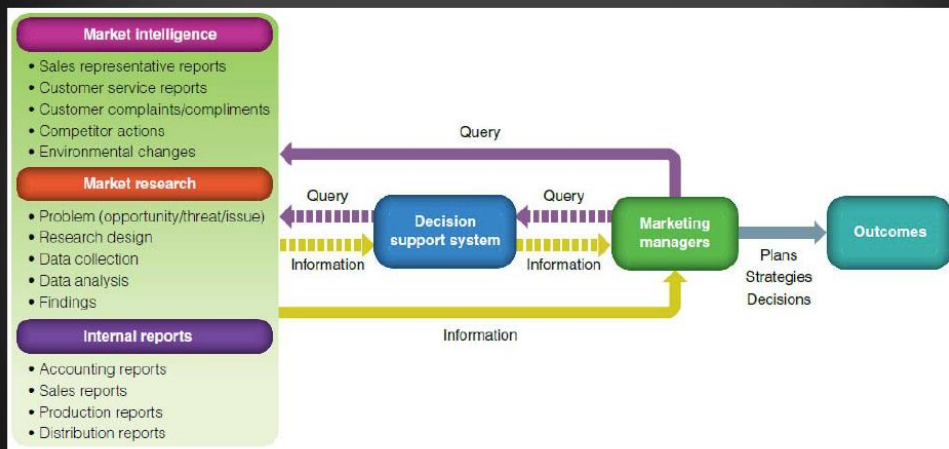 Market intelligence
• Sales representative reports
• Customer service reports
• Customer complaints/compliments
• Competitor actions
• Environmental changes
Market research
• Problem (opportunity/threat/issue)
• Research design
• Data collection
• Data analysis
• Findings
Internal reports
• Accounting reports
• Sales reports
• Production reports
• Distribution reports
Query
Query
Information
Decision
support system
Query
Information
Information
Marketing
managers
Plans
Strategies
Decisions
Outcomes